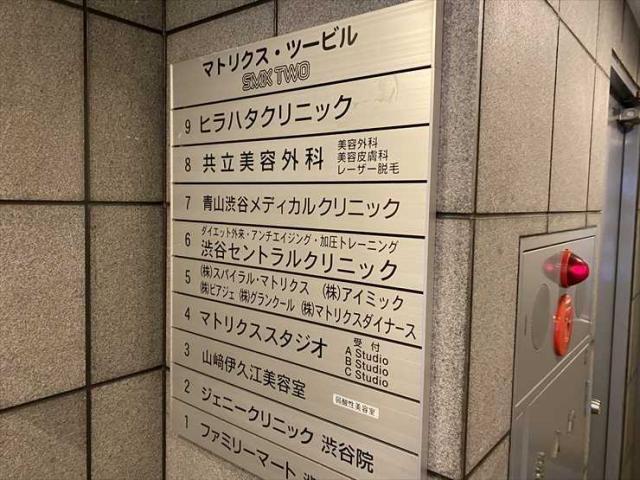 マトリクス・ツービル
SMX TWO
9 ヒラハタクリニック
8 共立美容外科 美容外科
美容皮膚科
レーザー脱毛
7 青山渋谷メディカルクリニック
ダイエット外来・アンチエイジング・加圧トレーニング
6 渋谷セントラルクリニック
5 (株)スパイラル・マトリクス (株)アイミック
(株)ピアジェ (株)グランクール (株)マトリクスダイナース
4 マトリクススタジオ 受付
A Studio
B Studio
C Studio
3 山﨑伊久江美容室
弱酸性美容室
2 ジェニークリニック 渋谷院
1 ファミリーマート